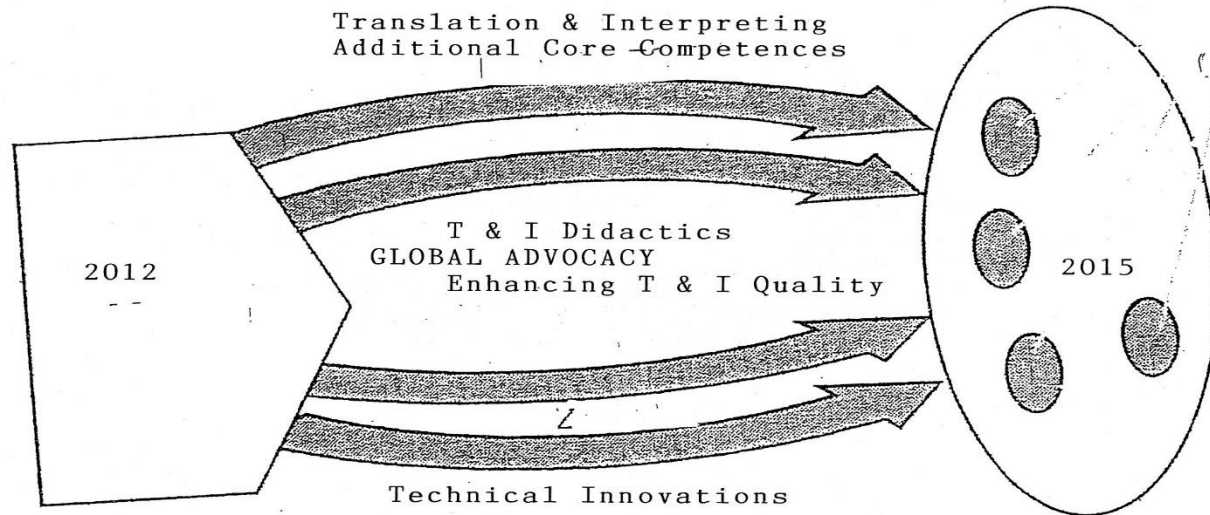 Translation & Interpreting
Additional Core Competences
T & I Didactics
2012
GLOBAL ADVOCACY
2015
Enhancing T & I Quality
Technical Innovations